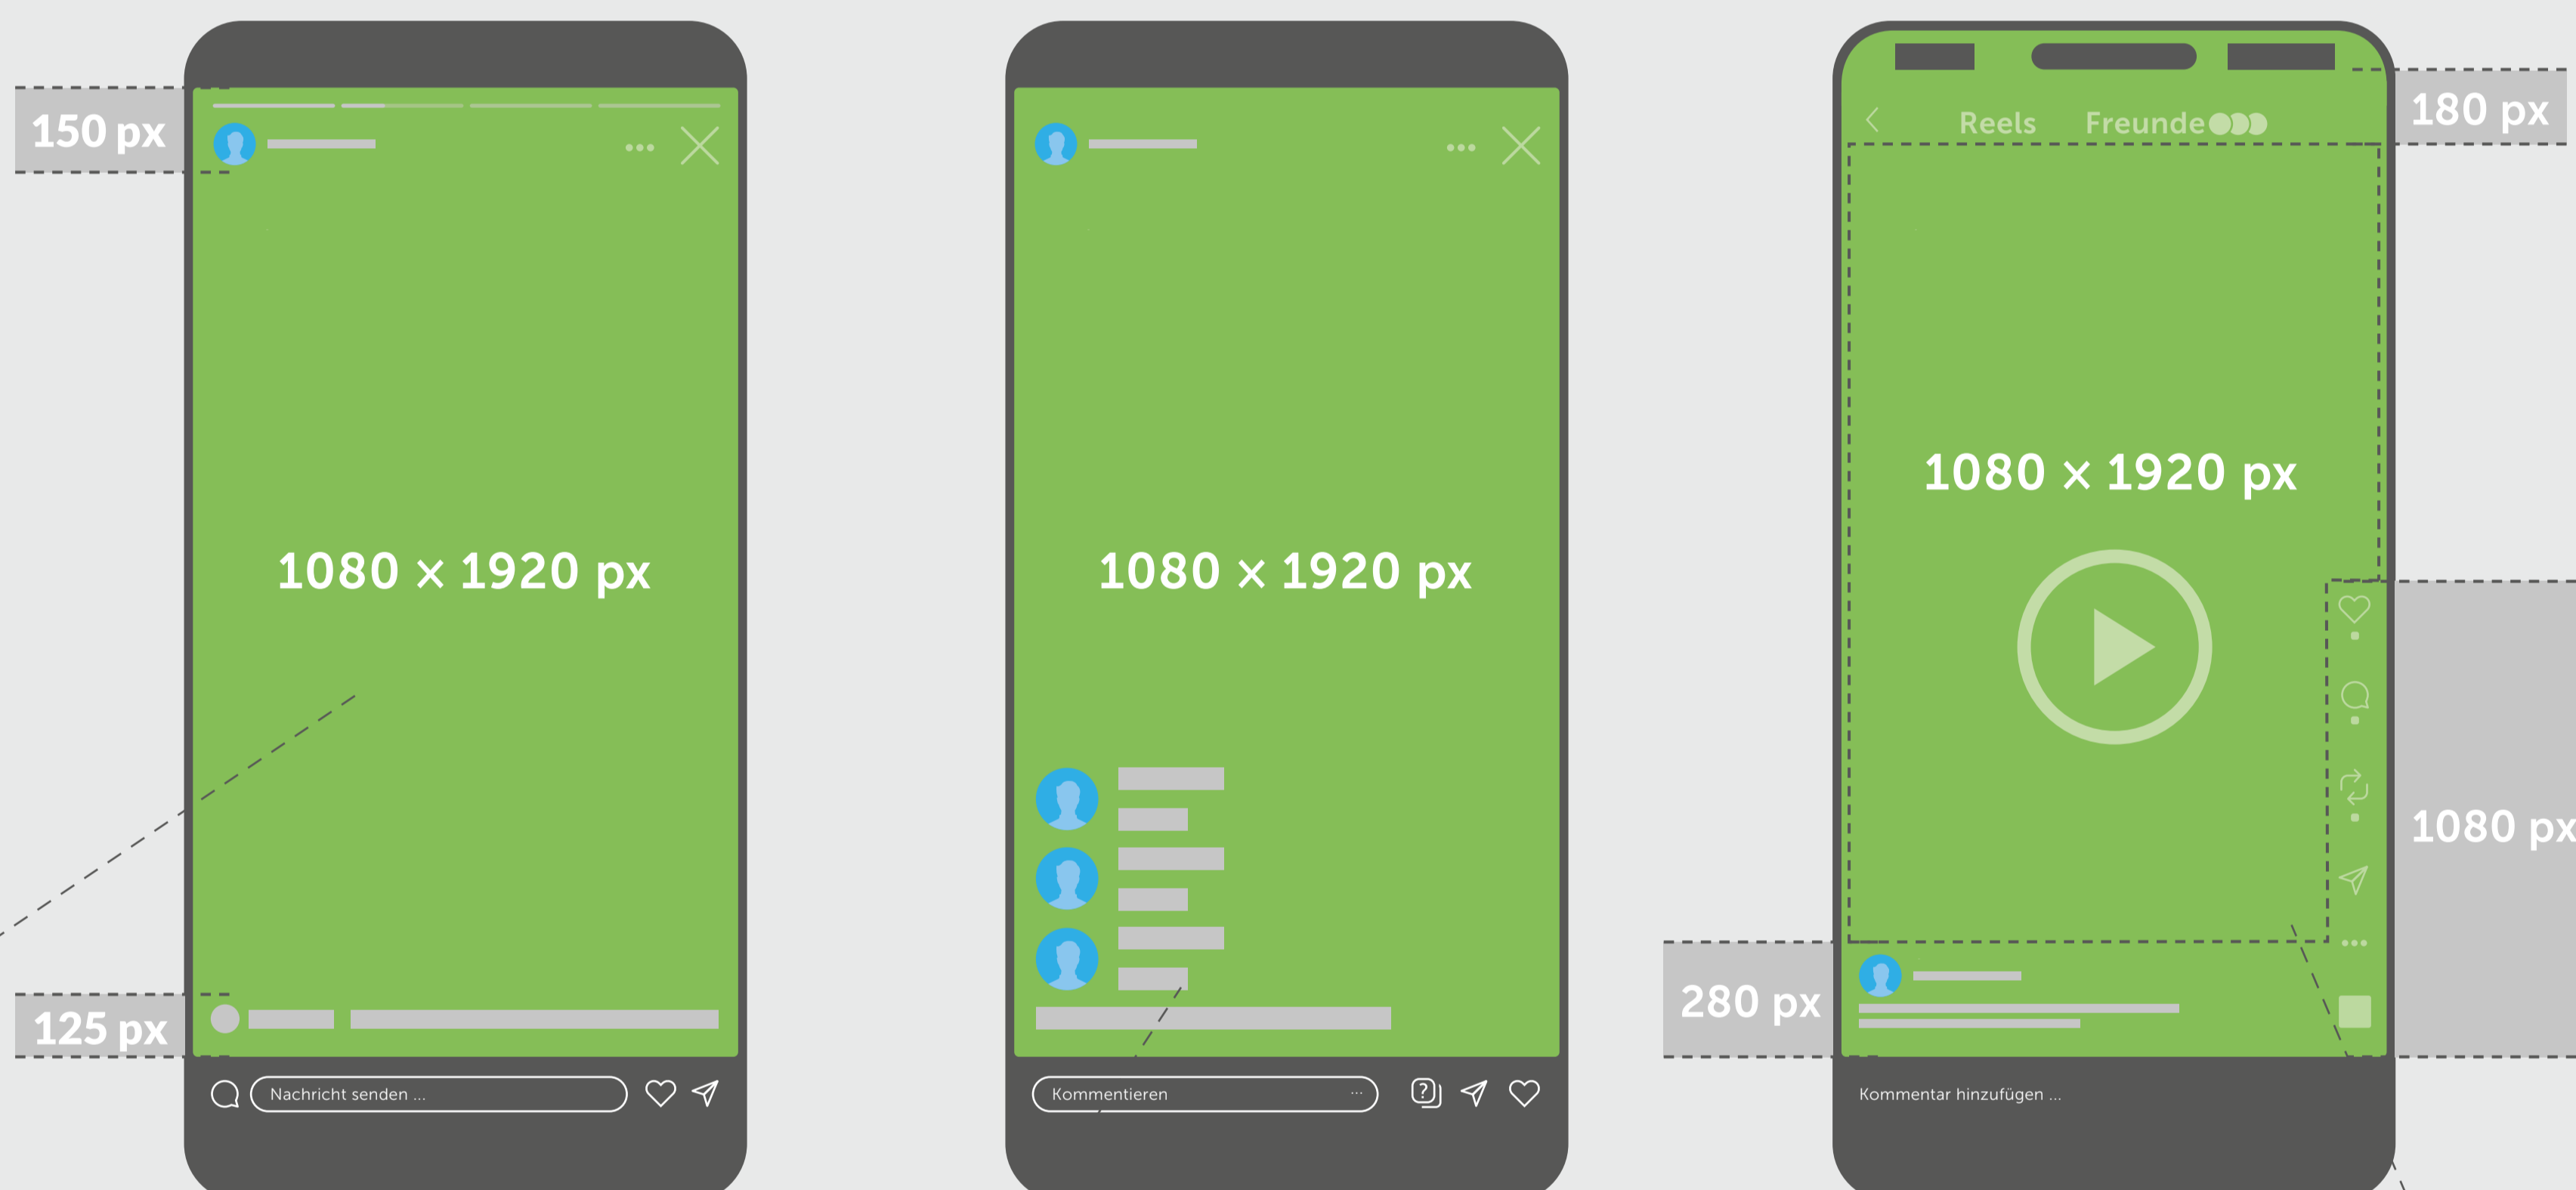 150 px
1080 × 1920 px
125 px
Nachricht senden ...
1080 × 1920 px
Kommentieren ...
Reels Freunde
180 px
1080 × 1920 px
1080 px
280 px
Kommentar hinzufügen ...